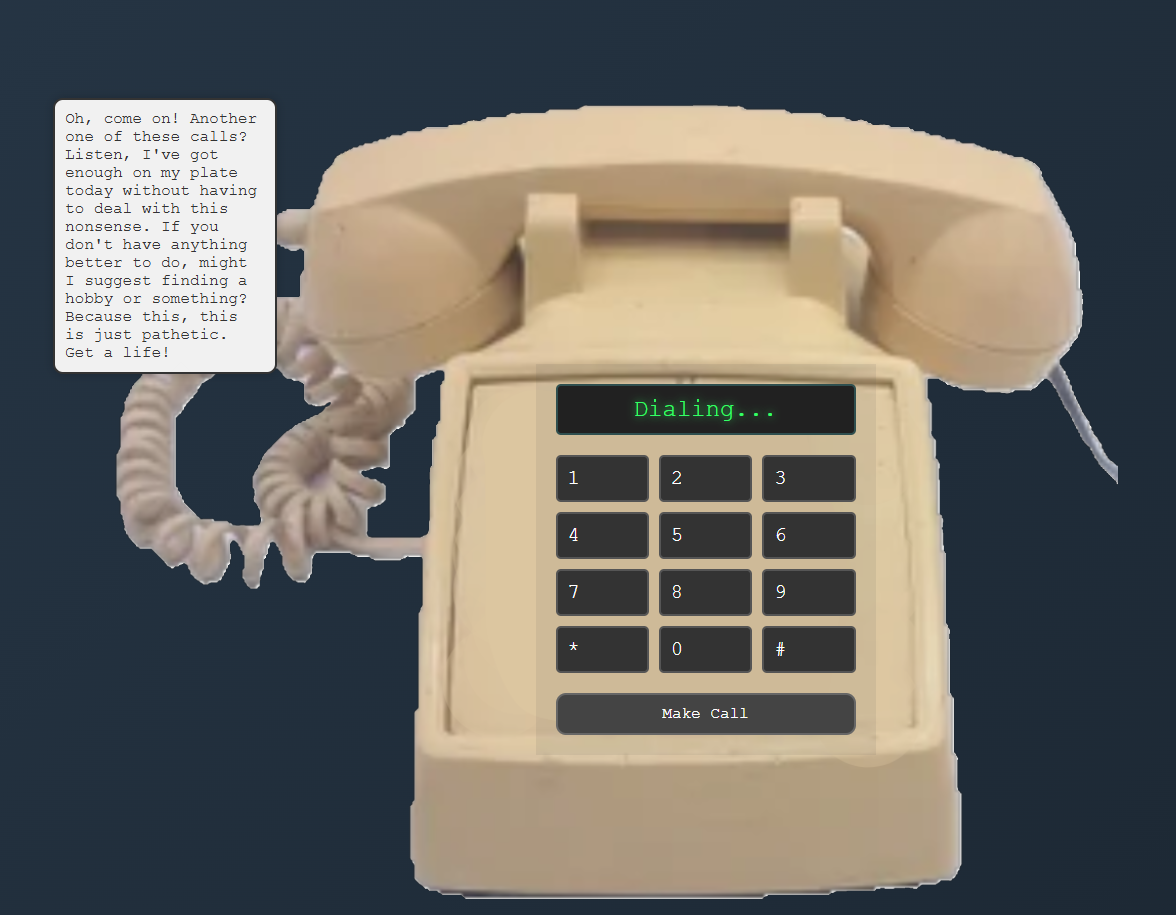 Oh, come on! Another
one of these calls?
Listen, I've got
enough on my plate
today without having
to deal with this
nonsense. If you
don't have anything
better to do, might
I suggest finding a
hobby or something?
Because this, this
is just pathetic.
Get a life!
Dialing...
1 2 3
4 5 6
7 8 9
* 0 #
Make Call